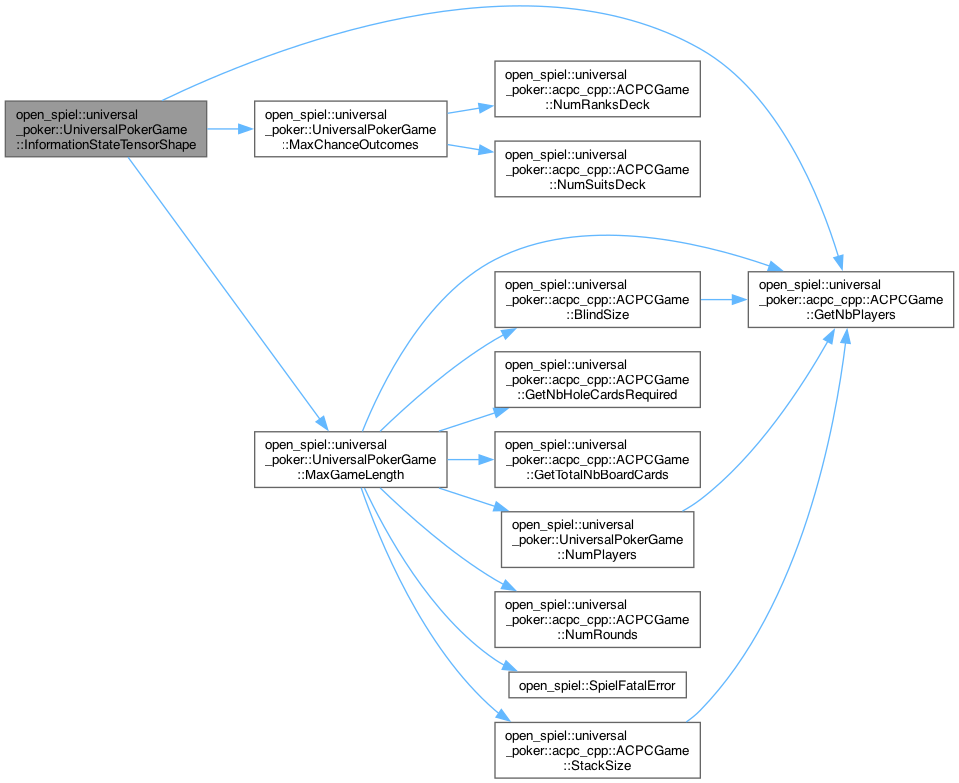 open_spiel::universal
_poker::UniversalPokerGame
::InformationStateTensorShape
open_spiel::universal
_poker::UniversalPokerGame
::MaxChanceOutcomes
open_spiel::universal
_poker::acpc_cpp::ACPCGame
::NumRanksDeck
open_spiel::universal
_poker::acpc_cpp::ACPCGame
::NumSuitsDeck
open_spiel::universal
_poker::acpc_cpp::ACPCGame
::BlindSize
open_spiel::universal
_poker::acpc_cpp::ACPCGame
::GetNbPlayers
open_spiel::universal
_poker::acpc_cpp::ACPCGame
::GetNbHoleCardsRequired
open_spiel::universal
_poker::UniversalPokerGame
::MaxGameLength
open_spiel::universal
_poker::acpc_cpp::ACPCGame
::GetTotalNbBoardCards
open_spiel::universal
_poker::UniversalPokerGame
::NumPlayers
open_spiel::universal
_poker::acpc_cpp::ACPCGame
::NumRounds
open_spiel::SpielFatalError
open_spiel::universal
_poker::acpc_cpp::ACPCGame
::StackSize